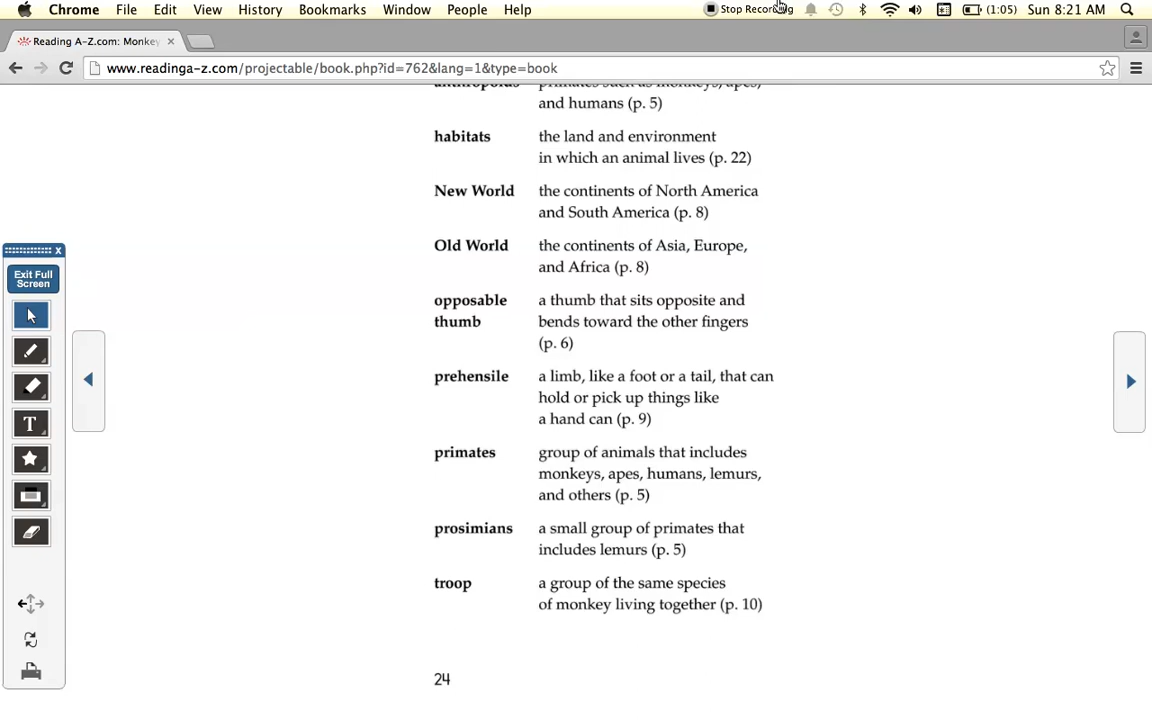 Chrome File Edit View History Bookmarks Window People Help Stop Recording (1:05) Sun 8:21 AM
Reading A-Z.com: Monkey
www.readinga-z.com/projectable/book.php?id=762&lang=1&type=book
anthropoids primates such as monkeys, apes,
and humans (p. 5)
habitats the land and environment
in which an animal lives (p. 22)
New World the continents of North America
and South America (p. 8)
Old World the continents of Asia, Europe,
and Africa (p. 8)
Exit Full
Screen
opposable a thumb that sits opposite and
thumb bends toward the other fingers
(p. 6)
prehensile a limb, like a foot or a tail, that can
hold or pick up things like
a hand can (p. 9)
T
primates group of animals that includes
monkeys, apes, humans, lemurs,
and others (p. 5)
prosimians a small group of primates that
includes lemurs (p. 5)
troop a group of the same species
of monkey living together (p. 10)
24